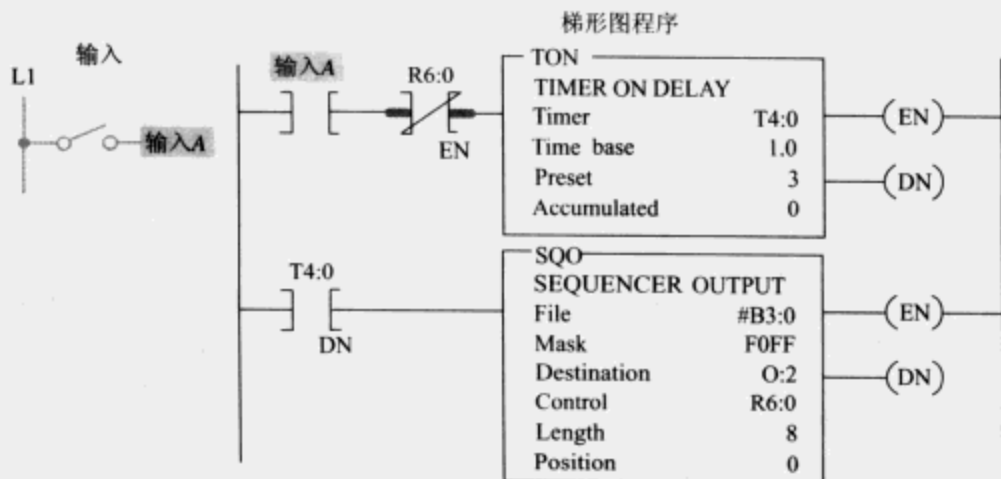 梯形图程序
输入
L1
输入A
输入A
R6:0
EN
TON
TIMER ON DELAY
Timer T4:0
Time base 1.0
Preset 3
Accumulated 0
(EN)
(DN)
T4:0
DN
SQO
SEQUENCER OUTPUT
File #B3:0
Mask F0FF
Destination O:2
Control R6:0
Length 8
Position 0
(EN)
(DN)